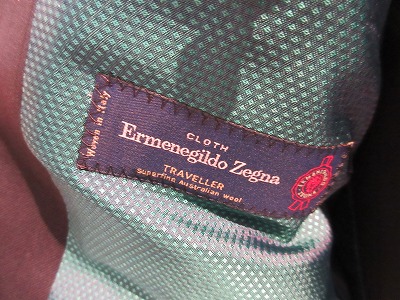 Woven in Italy
CLOTH
Ermenegildo Zegna
TRAVELLER
Superfine Australian wool